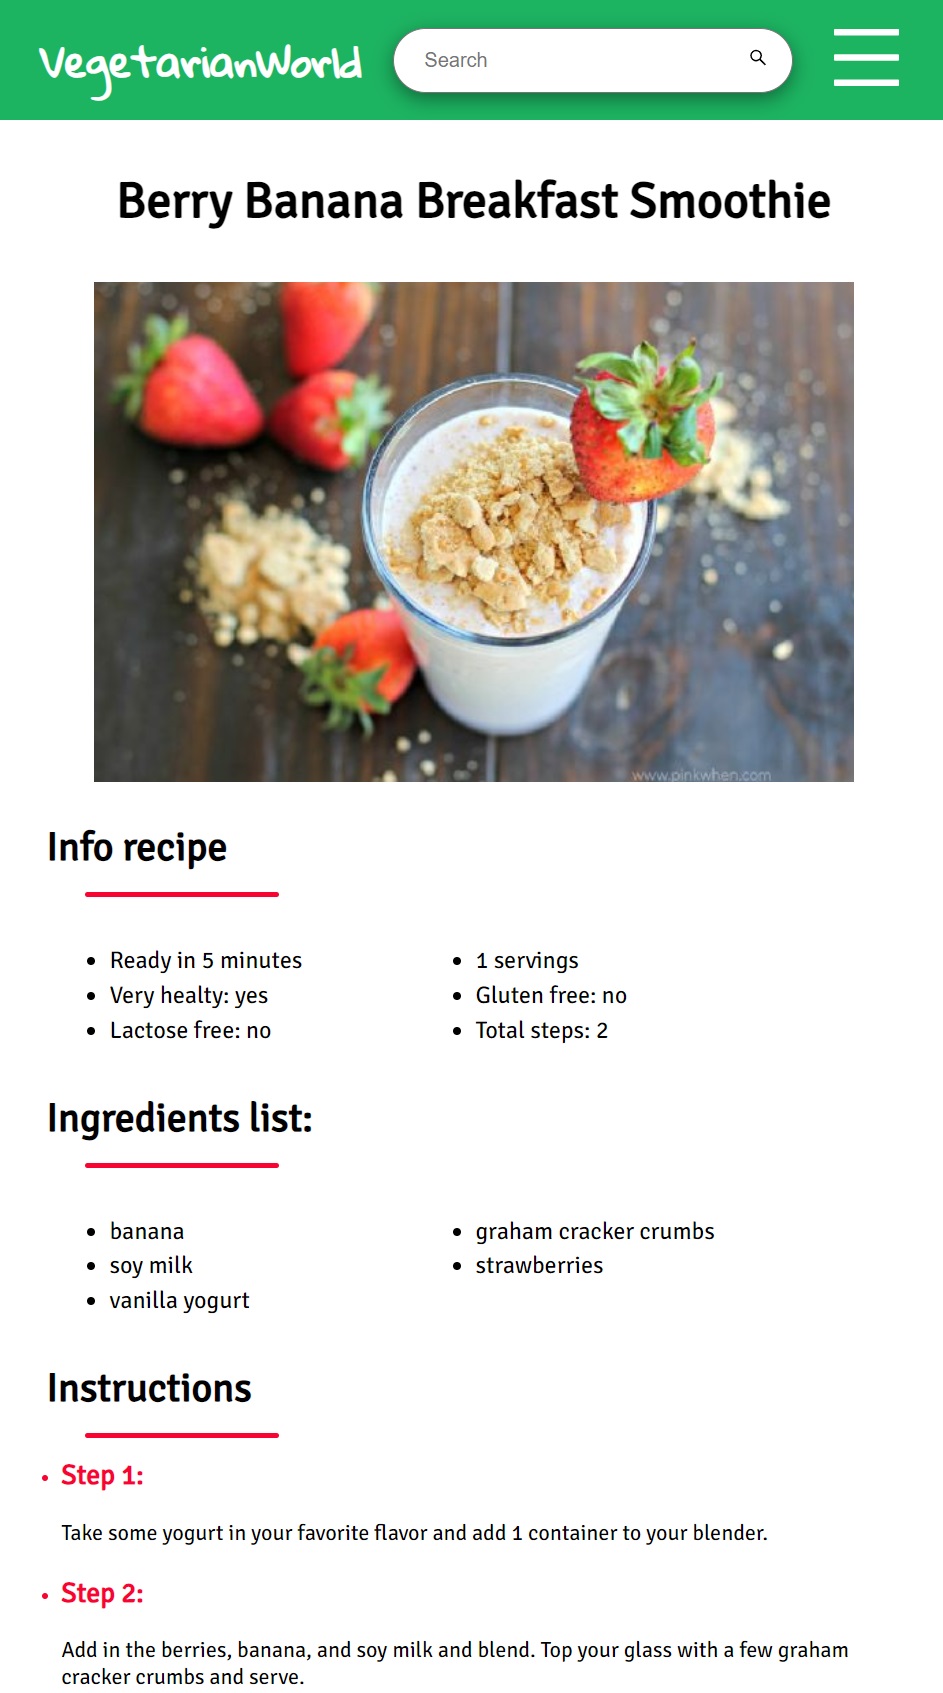 VegetarianWorld
Search
Berry Banana Breakfast Smoothie
www.pinkwhen.com
Info recipe
• Ready in 5 minutes
• Very healty: yes
• Lactose free: no
• 1 servings
• Gluten free: no
• Total steps: 2
Ingredients list:
• banana
• soy milk
• vanilla yogurt
• graham cracker crumbs
• strawberries
Instructions
• Step 1:
Take some yogurt in your favorite flavor and add 1 container to your blender.
• Step 2:
Add in the berries, banana, and soy milk and blend. Top your glass with a few graham
cracker crumbs and serve.